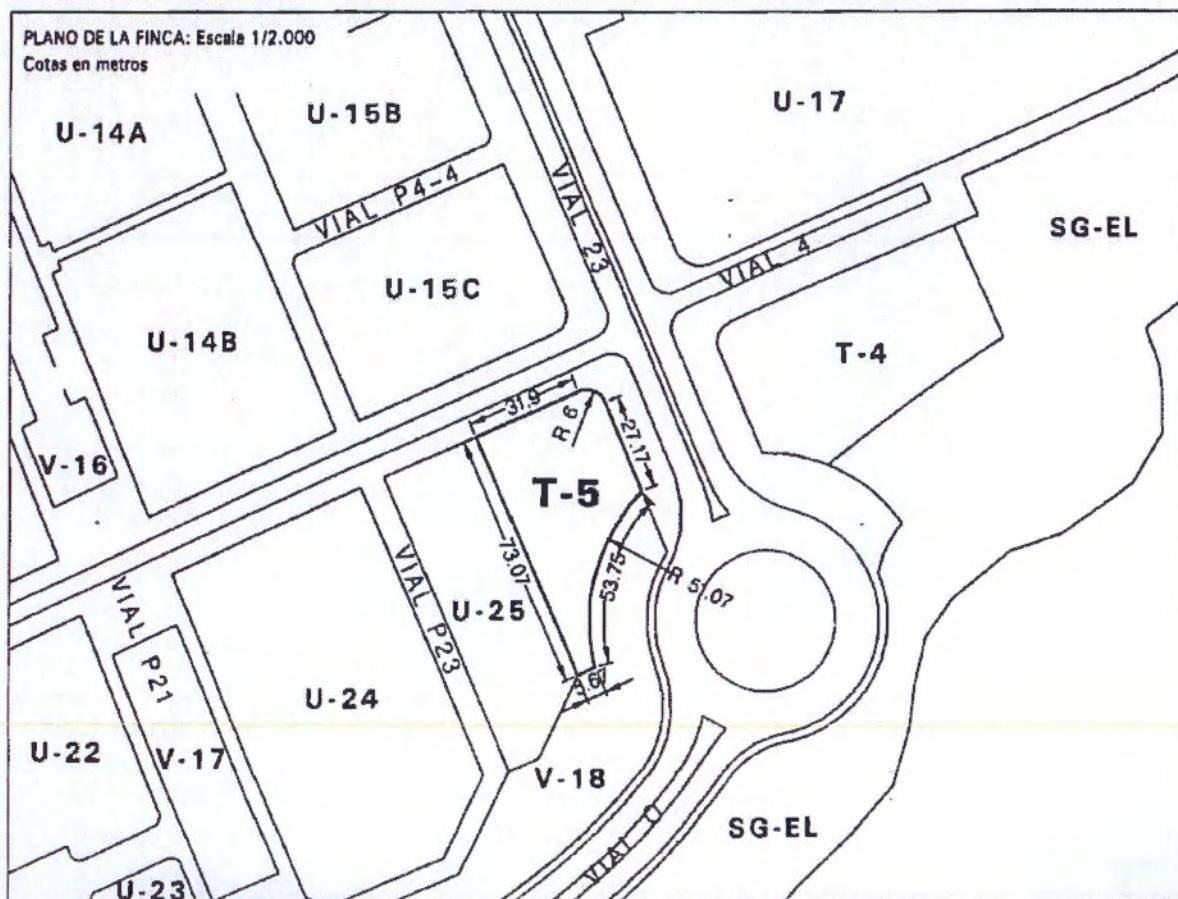 PLANO DE LA FINCA: Escala 1/2.000
Cotas en metros
U-14A
U-15B
U-17
VIAL P4-4
VIAL 23
VIAL 4
SG-EL
U-15C
U-14B
T-4
31.9
R 6
27.17
V-16
T-5
73.07
53.75
R 51.07
VIAL P21
VIAL P23
U-25
U-24
U-22
V-17
V-18
VIAL 0
SG-EL
U-23